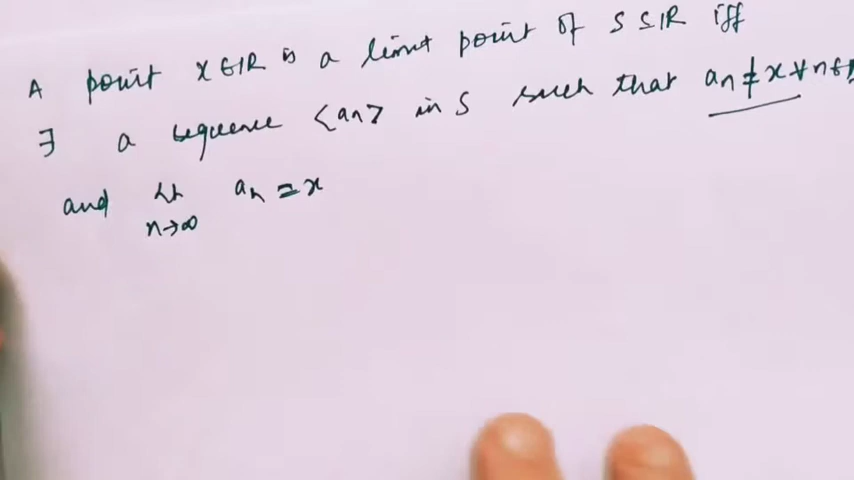 A point x ∈ ℝ is a limit point of S ⊆ ℝ iff
∃ a sequence <an> in S such that an ≠ x ∀ n ∈
and Lt n→∞ an = x